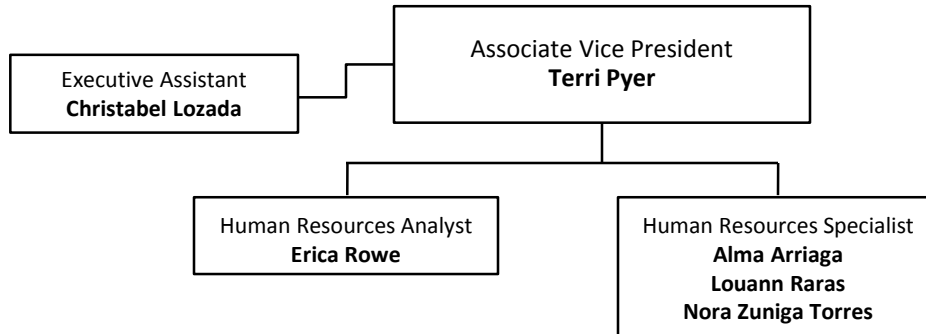 Associate Vice President
Terri Pyer
Executive Assistant
Christabel Lozada
Human Resources Analyst
Erica Rowe
Human Resources Specialist
Alma Arriaga
Louann Raras
Nora Zuniga Torres